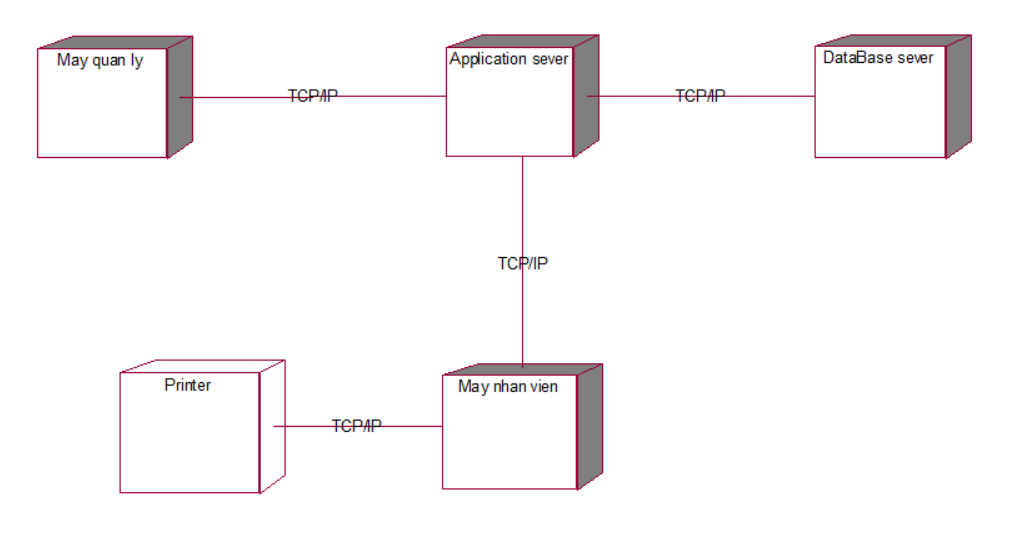 May quan ly
Application sever
DataBase sever
TCP/IP
TCP/IP
TCP/IP
Printer
May nhan vien
TCP/IP